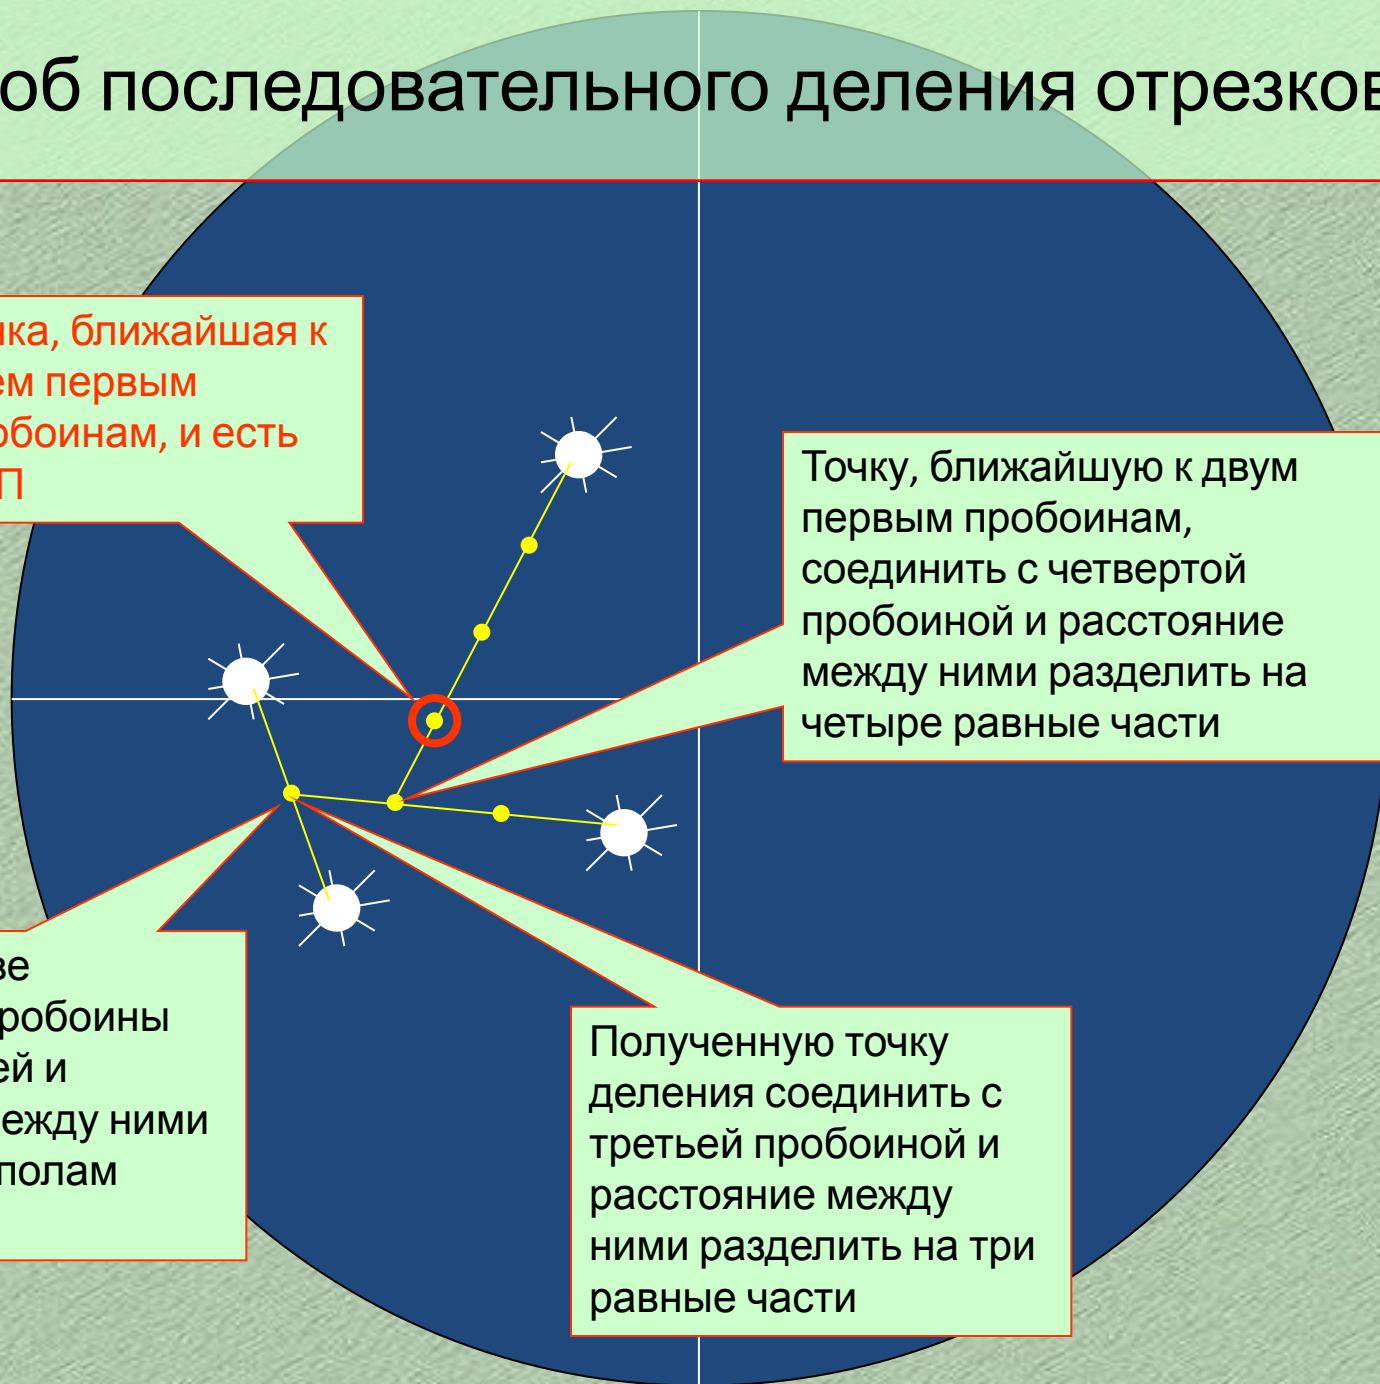 об последовательного деления отрезков
ка, ближайшая к
ем первым
обоинам, и есть
П
Точку, ближайшую к двум
первым пробоинам,
соединить с четвертой
пробоиной и расстояние
между ними разделить на
четыре равные части
ве
робоины
ей и
ежду ними
полам
Полученную точку
деления соединить с
третьей пробоиной и
расстояние между
ними разделить на три
равные части